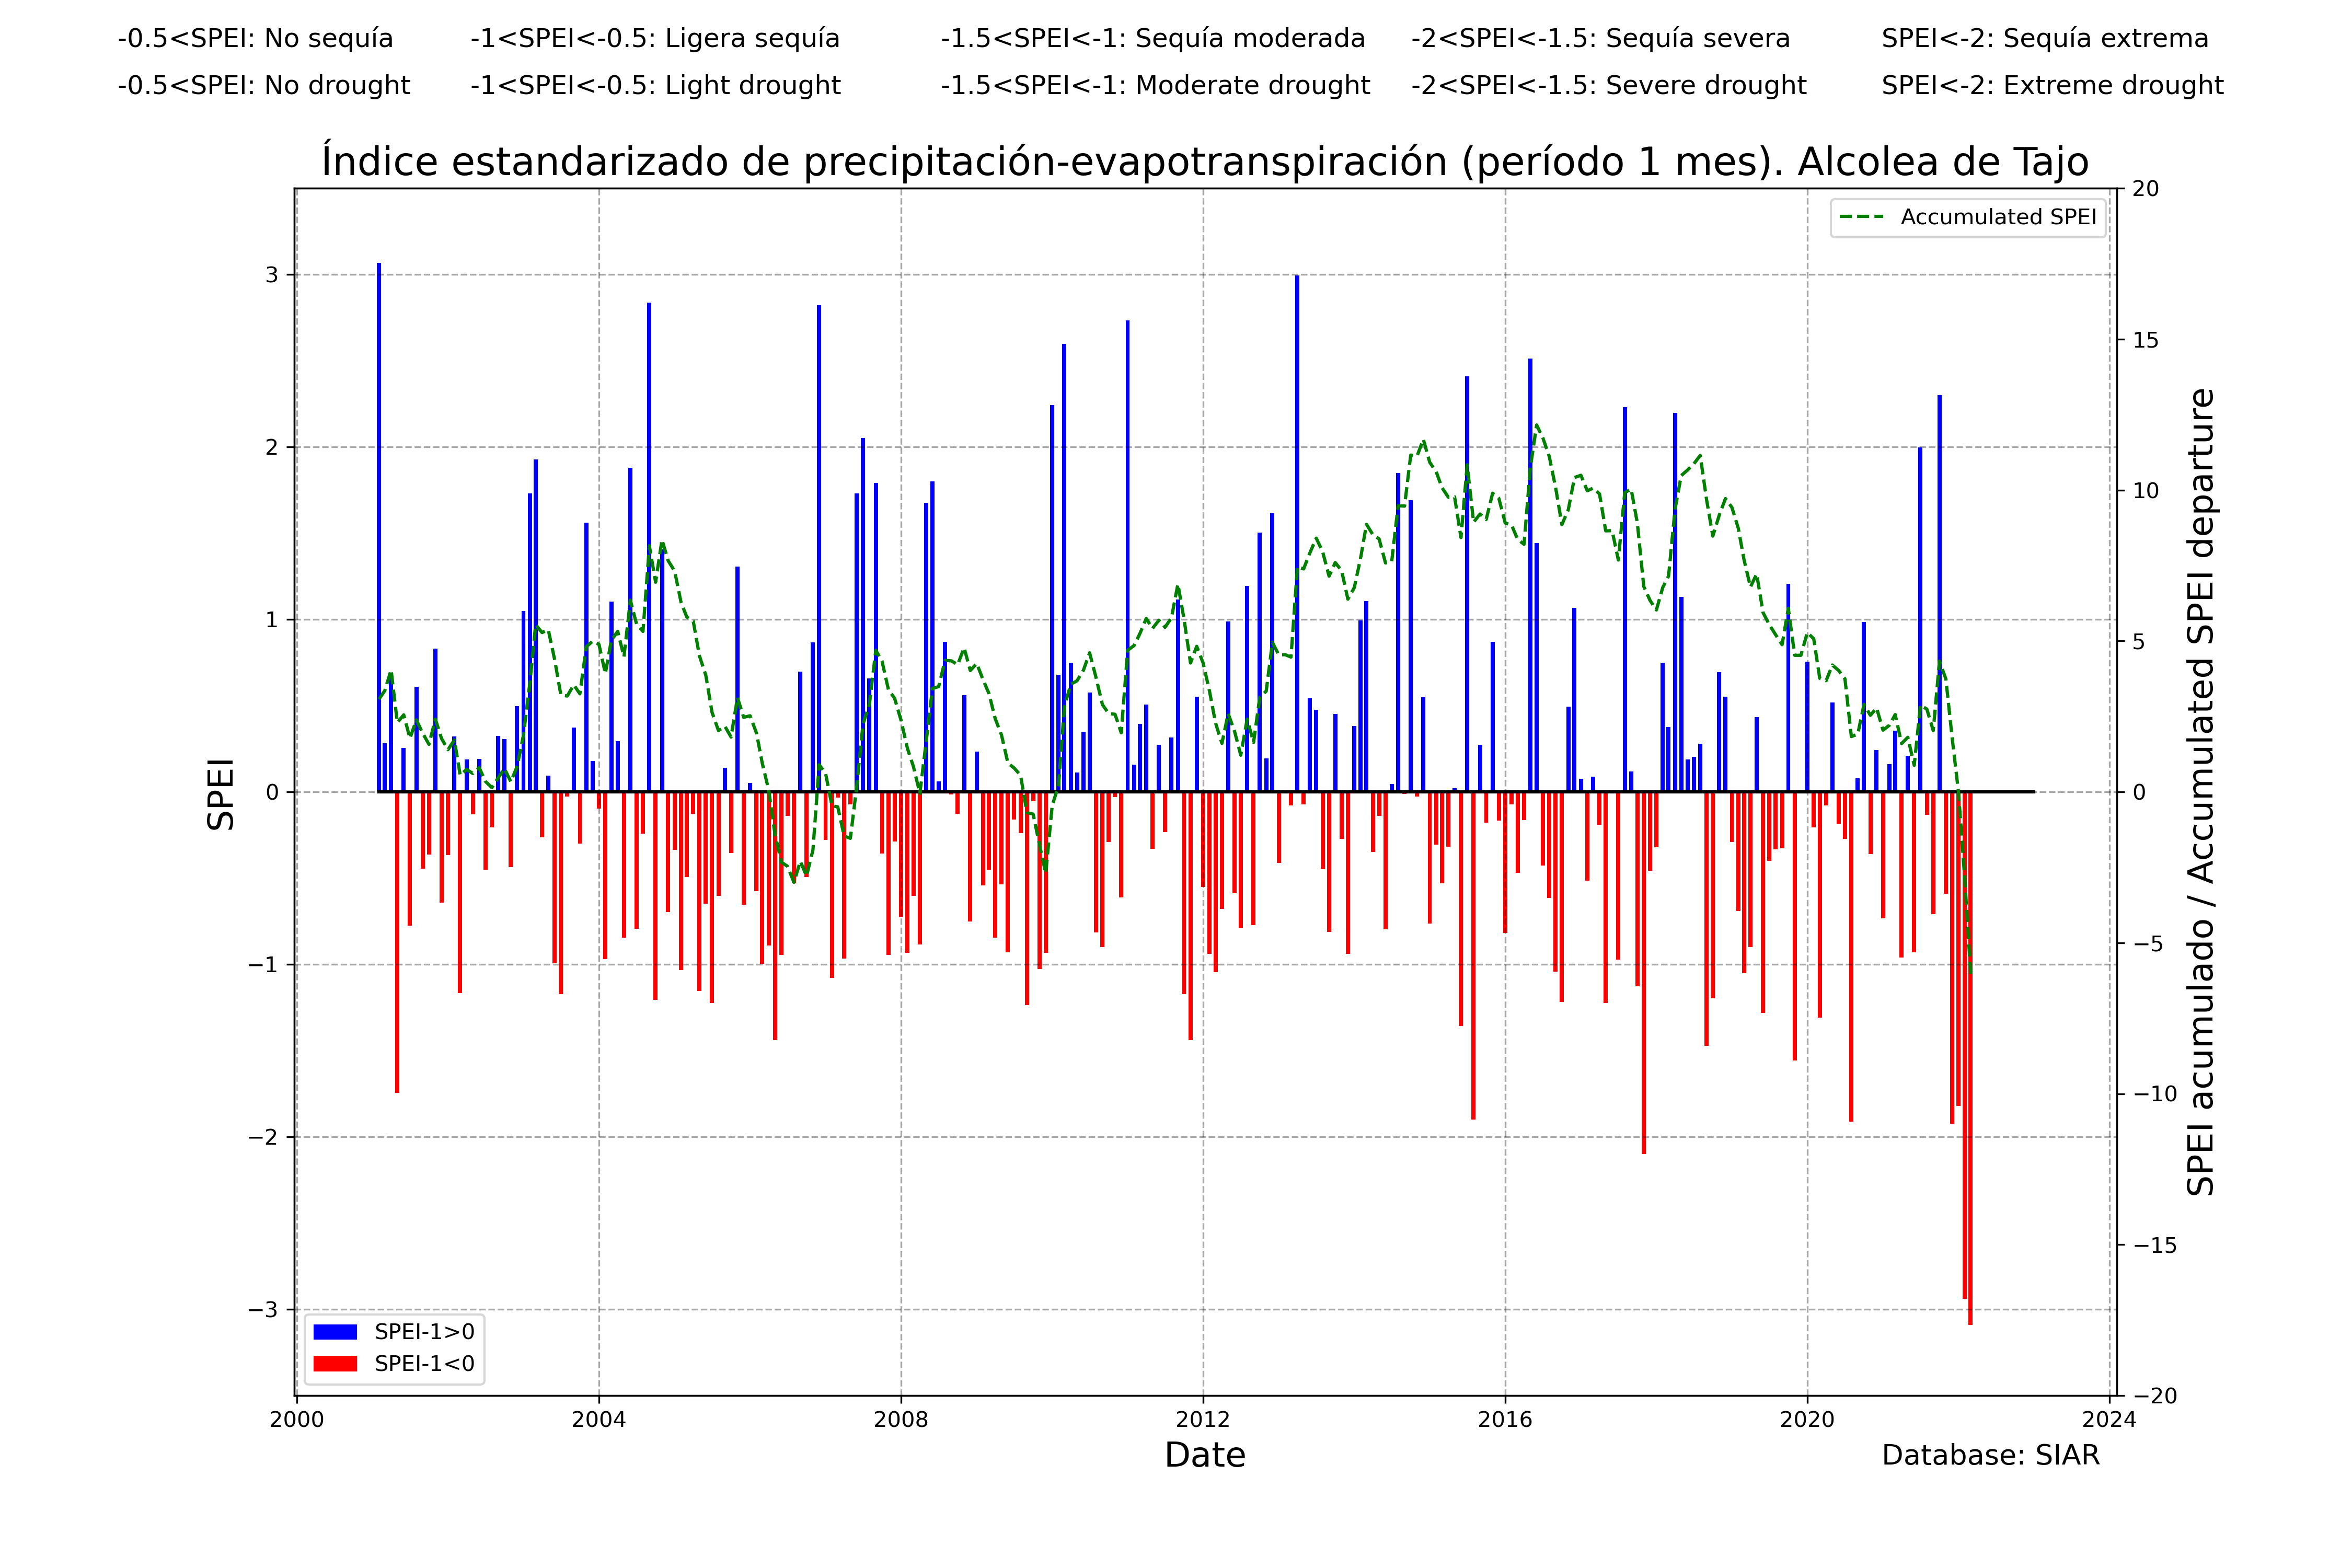 -0.5<SPEI: No sequía
-1<SPEI<-0.5: Ligera sequía
-1.5<SPEI<-1: Sequía moderada
-2<SPEI<-1.5: Sequía severa
SPEI<-2: Sequía extrema
-0.5<SPEI: No drought
-1<SPEI<-0.5: Light drought
-1.5<SPEI<-1: Moderate drought
-2<SPEI<-1.5: Severe drought
SPEI<-2: Extreme drought
Índice estandarizado de precipitación-evapotranspiración (período 1 mes). Alcolea de Tajo
Accumulated SPEI
SPEI
3
2
1
0
−1
−2
−3
20
15
10
5
0
−5
−10
−15
−20
SPEI acumulado / Accumulated SPEI departure
SPEI-1>0
SPEI-1<0
2000
2004
2008
2012
2016
2020
2024
Date
Database: SIAR